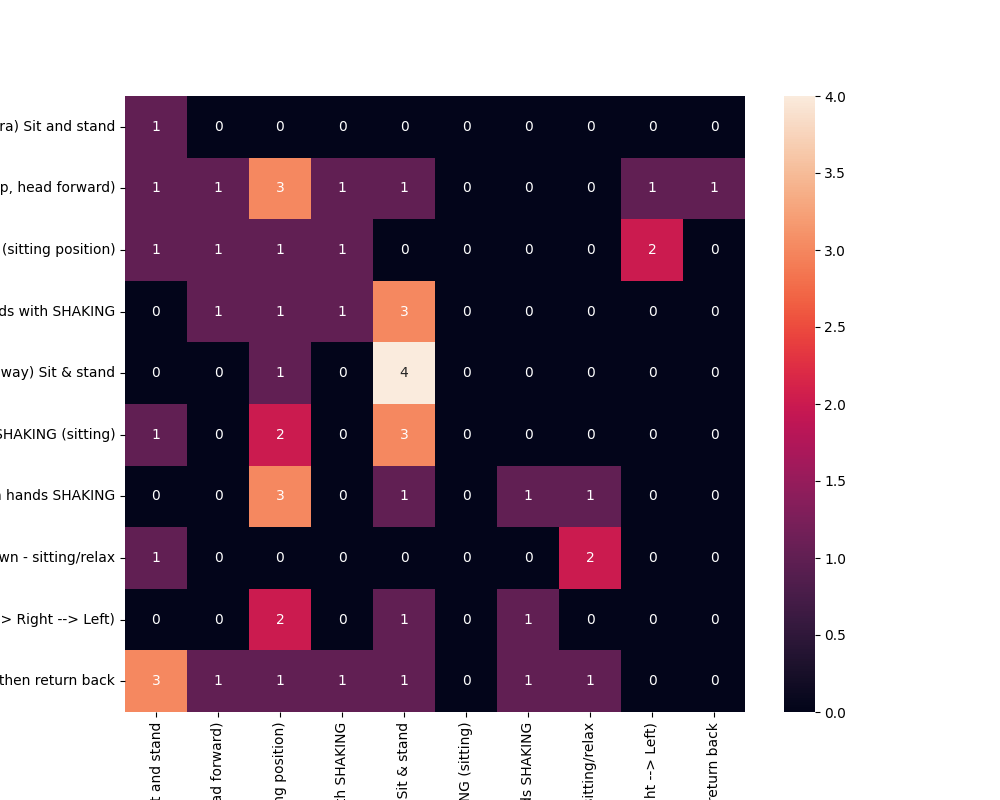 ra) Sit and stand 1 0 0 0 0 0 0 0 0 0
p, head forward) 1 1 3 1 1 0 0 0 1 1
(sitting position) 1 1 1 1 0 0 0 0 2 0
ds with SHAKING 0 1 1 1 3 0 0 0 0 0
way) Sit & stand 0 0 1 0 4 0 0 0 0 0
SHAKING (sitting) 1 0 2 0 3 0 0 0 0 0
hands SHAKING 0 0 3 0 1 0 1 1 0 0
wn - sitting/relax 1 0 0 0 0 0 0 2 0 0
> Right --> Left) 0 0 2 0 1 0 1 0 0 0
then return back 3 1 1 1 1 0 1 1 0 0
t and stand
ad forward)
ng position)
th SHAKING
Sit & stand
NG (sitting)
ds SHAKING
sitting/relax
ht --> Left)
return back
4.0
3.5
3.0
2.5
2.0
1.5
1.0
0.5
0.0